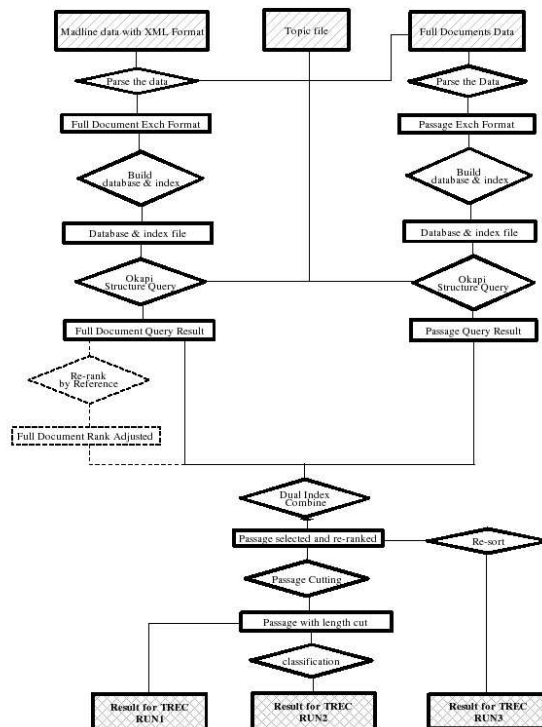 Madline data with XML Format
Topic file
Full Documents Data
Parse the data
Parse the Data
Full Document Exch Format
Passage Exch Format
Build
database & index
Build
database & index
Database & index file
Database & index file
Okapi
Structure Query
Okapi
Structure Query
Full Document Query Result
Passage Query Result
Re-rank
by Reference
Full Document Rank Adjusted
Dual Index
Combine
Passage selected and re-ranked
Re-sort
Passage Cutting
Passage with length cut
classification
Result for TREC
RUN1
Result for TREC
RUN2
Result for TREC
RUN3